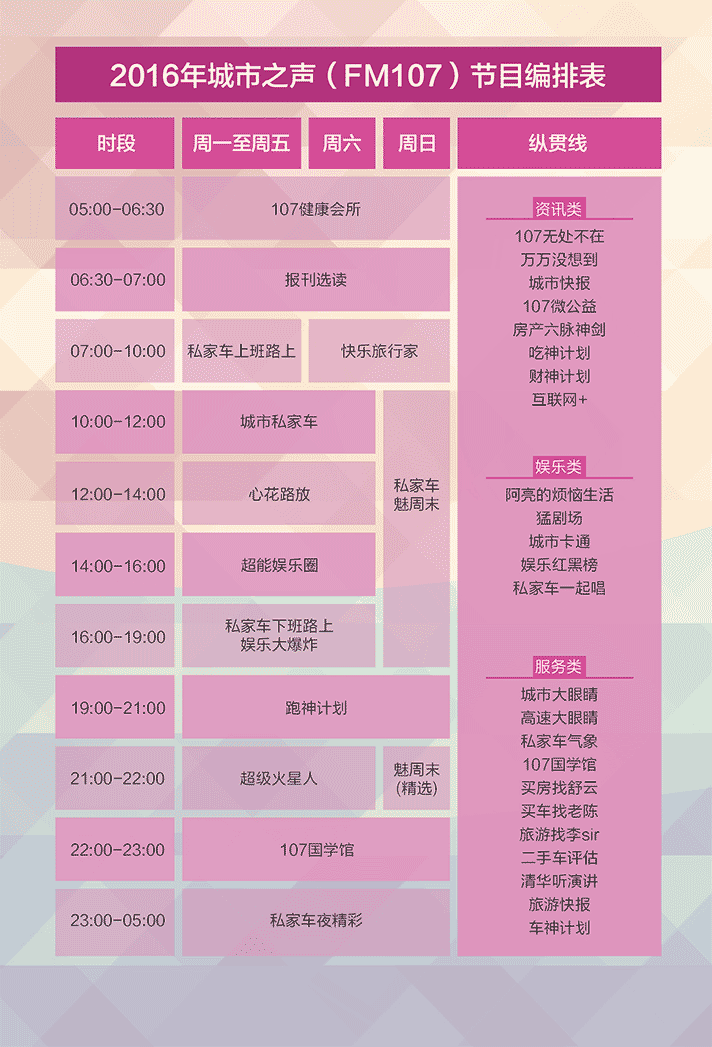 2016年城市之声（FM107）节目编排表
时段 周一至周五 周六 周日 纵贯线
05:00-06:30 107健康会所
06:30-07:00 报刊选读
07:00-10:00 私家车上班路上 快乐旅行家
10:00-12:00 城市私家车
12:00-14:00 心花路放
私家车
魅周末
14:00-16:00 超能娱乐圈
16:00-19:00 私家车下班路上
娱乐大爆炸
19:00-21:00 跑神计划
21:00-22:00 超级火星人 魅周末
(精选)
22:00-23:00 107国学馆
23:00-05:00 私家车夜精彩
资讯类
107无处不在
万万没想到
城市快报
107微公益
房产六脉神剑
吃神计划
财神计划
互联网+
娱乐类
阿亮的烦恼生活
猛剧场
城市卡通
娱乐红黑榜
私家车一起唱
服务类
城市大眼睛
高速大眼睛
私家车气象
107国学馆
买房找舒云
买车找老陈
旅游找李sir
二手车评估
清华听演讲
旅游快报
车神计划